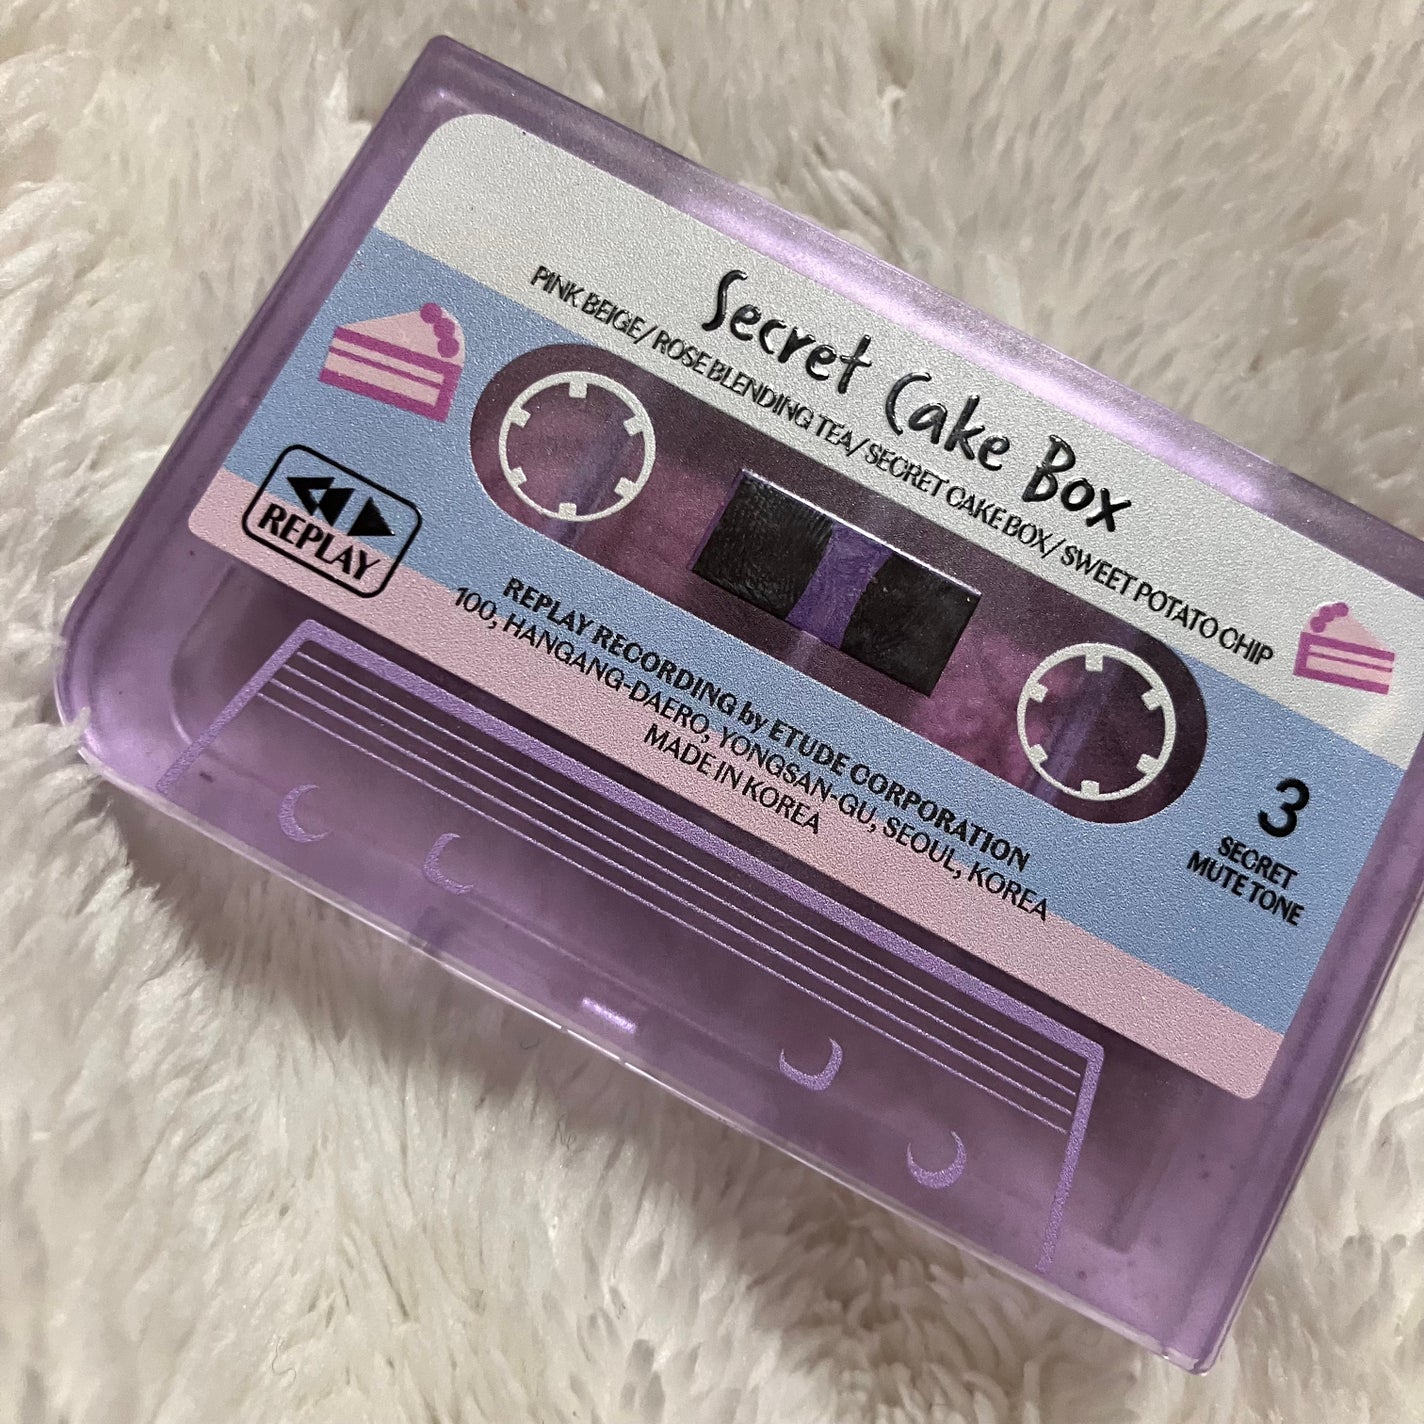 Secret Cake Box
PINK BEIGE/ ROSE BLENDING TEA/ SECRET CAKE BOX/ SWEET POTATO CHIP
REPLAY
REPLAY RECORDING by ETUDE CORPORATION
100, HANGANG-DAERO, YONGSAN-GU, SEOUL, KOREA
MADE IN KOREA
3
SECRET
MUTE TONE